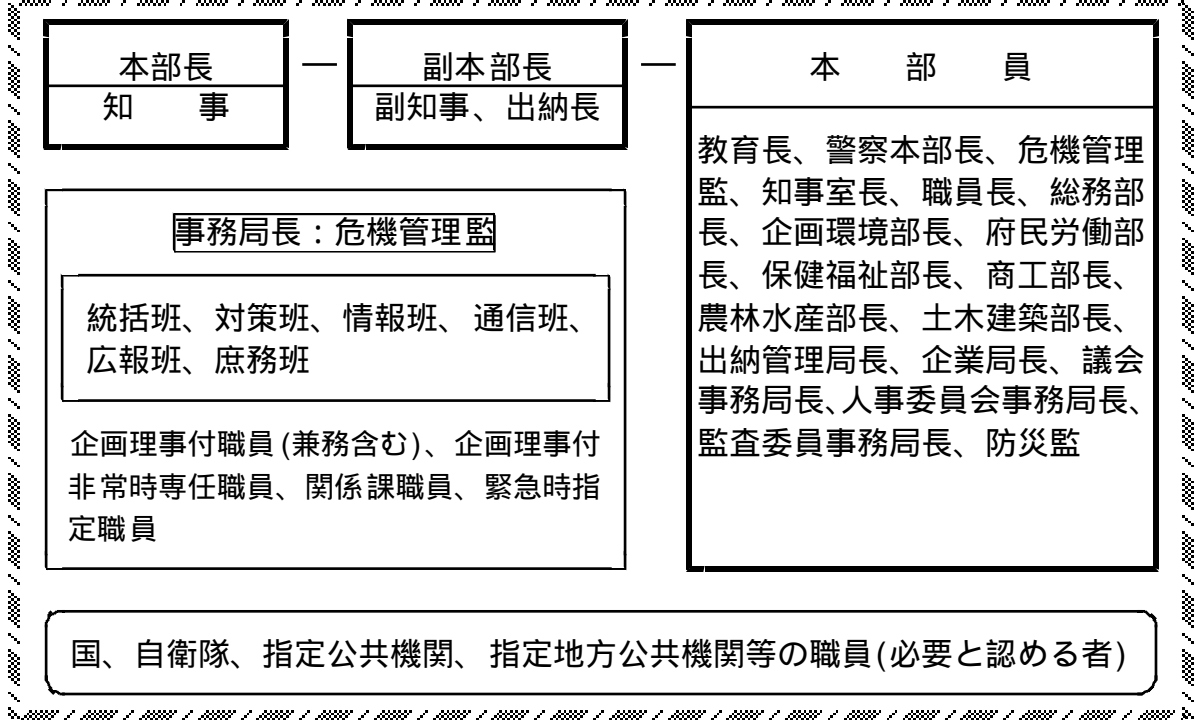 本部長
知　事
副本部長
副知事、出納長
本　部　員
教育長、警察本部長、危機管理
監、知事室長、職員長、総務部
長、企画環境部長、府民労働部
長、保健福祉部長、商工部長、
農林水産部長、土木建築部長、
出納管理局長、企業局長、議会
事務局長、人事委員会事務局長、
監査委員事務局長、防災監
事務局長：危機管理監
統括班、対策班、情報班、通信班、
広報班、庶務班
企画理事付職員(兼務含む)、企画理事付
非常時専任職員、関係課職員、緊急時指
定職員
国、自衛隊、指定公共機関、指定地方公共機関等の職員(必要と認める者)